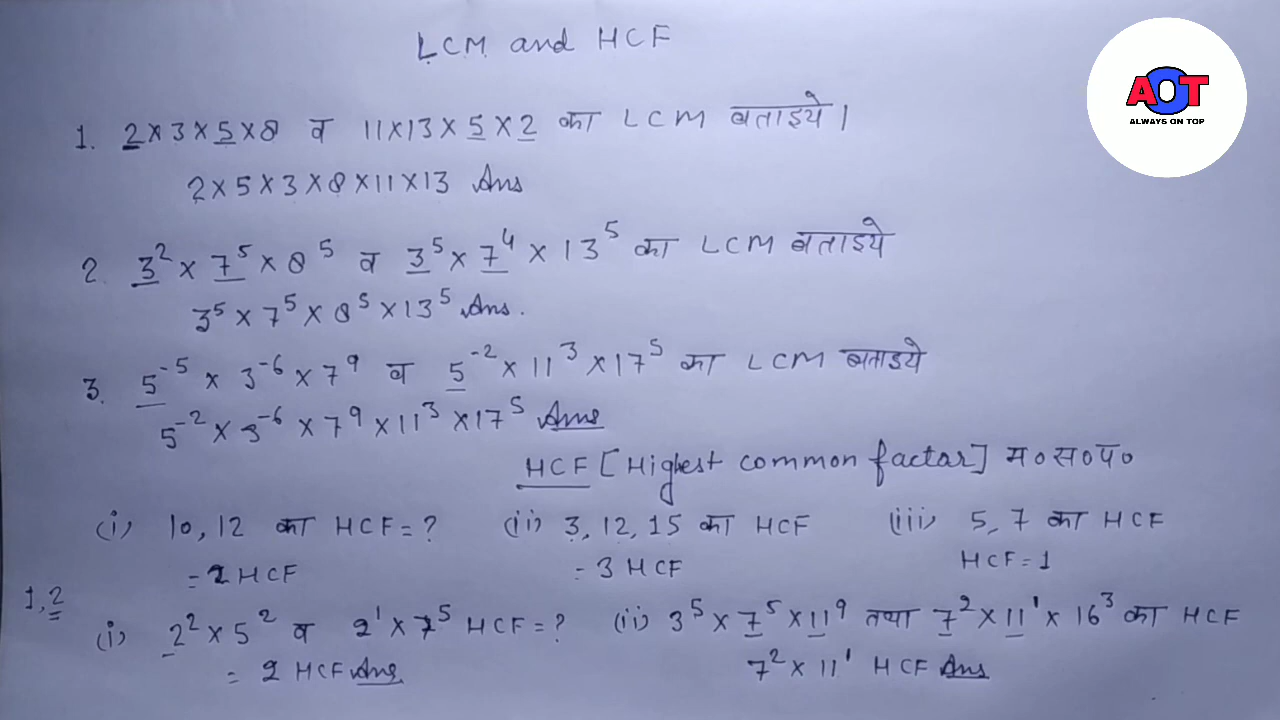 LCM and HCF
AOT
ALWAYS ON TOP
1. 2×3×5×8 व 11×13×5×2 का LCM बताइये।
2×5×3×8×11×13 Ans
2. 3²×7⁵×8⁵ व 3⁵×7⁴×13⁵ का LCM बताइये
3⁵×7⁵×8⁵×13⁵ Ans.
3. 5⁻⁵×3⁻⁶×7⁹ व 5⁻²×11³×17⁵ का LCM बताइये
5⁻²×3⁻⁶×7⁹×11³×17⁵ Ans
HCF [Highest common factor] म०स०प०
(i) 10, 12 का HCF=? (ii) 3, 12, 15 का HCF (iii) 5, 7 का HCF
= 2 HCF = 3 HCF HCF=1
1,2
(i) 2²×5² व 2¹×7⁵ HCF=? (ii) 3⁵×7⁵×11⁹ तथा 7²×11¹×16³ का HCF
= 2 HCF Ans 7²×11¹ HCF Ans